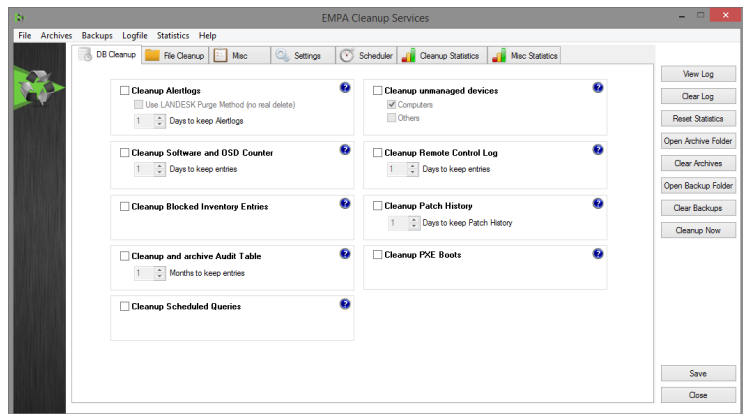 EMPA Cleanup Services
File Archives Backups Logfile Statistics Help
DB Cleanup File Cleanup Misc Settings Scheduler Cleanup Statistics Misc Statistics
View Log
Clear Log
Reset Statistics
Open Archive Folder
Clear Archives
Open Backup Folder
Clear Backups
Cleanup Now
Cleanup Alertlogs
Use LANDESK Purge Method (no real delete)
1 Days to keep Alertlogs
Cleanup unmanaged devices
Computers
Others
Cleanup Software and OSD Counter
1 Days to keep entries
Cleanup Remote Control Log
1 Days to keep entries
Cleanup Blocked Inventory Entries
Cleanup Patch History
1 Days to keep Patch History
Cleanup and archive Audit Table
1 Months to keep entries
Cleanup PXE Boots
Cleanup Scheduled Queries
Save
Close